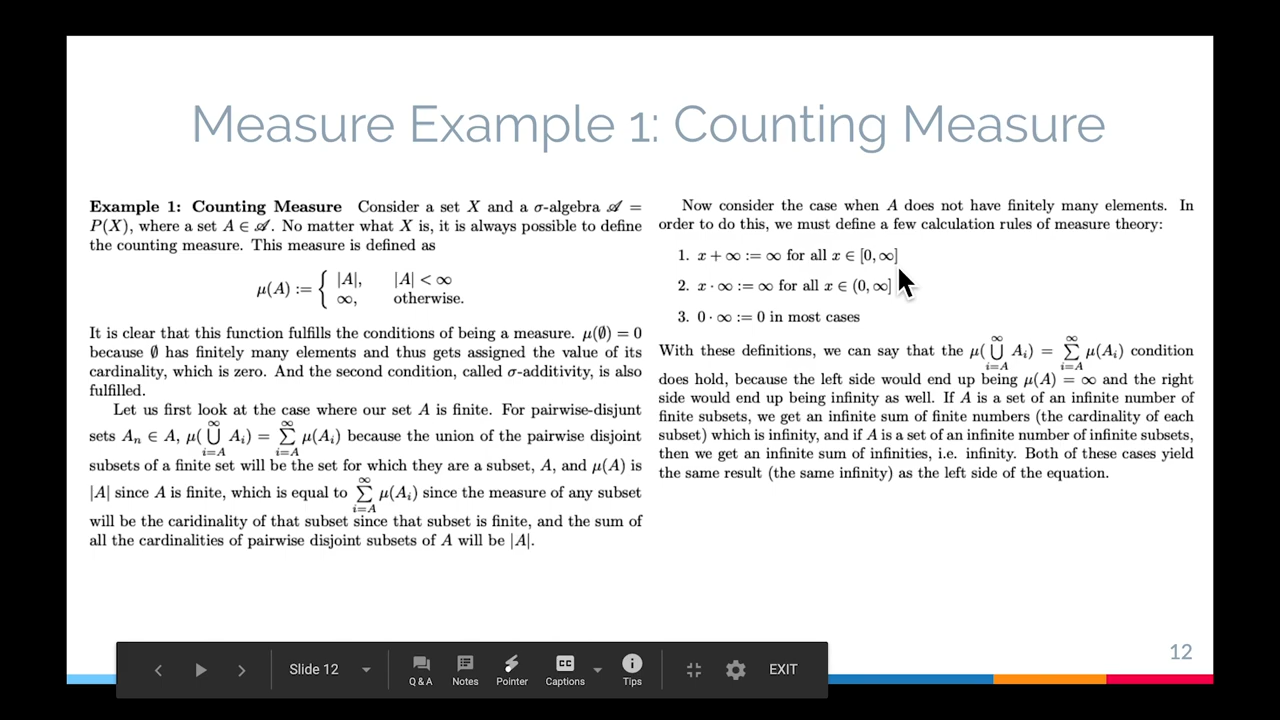 Measure Example 1: Counting Measure
Example 1: Counting Measure Consider a set X and a σ-algebra 𝒜 =
P(X), where a set A ∈ 𝒜. No matter what X is, it is always possible to define
the counting measure. This measure is defined as
μ(A) := { |A|, |A| < ∞
∞, otherwise.
It is clear that this function fulfills the conditions of being a measure. μ(∅) = 0
because ∅ has finitely many elements and thus gets assigned the value of its
cardinality, which is zero. And the second condition, called σ-additivity, is also
fulfilled.
Let us first look at the case where our set A is finite. For pairwise-disjunt
sets Aₙ ∈ A, μ(⋃_{i=A}^{∞} Aᵢ) = ∑_{i=A}^{∞} μ(Aᵢ) because the union of the pairwise disjoint
subsets of a finite set will be the set for which they are a subset, A, and μ(A) is
|A| since A is finite, which is equal to ∑_{i=A}^{∞} μ(Aᵢ) since the measure of any subset
will be the caridinality of that subset since that subset is finite, and the sum of
all the cardinalities of pairwise disjoint subsets of A will be |A|.
Now consider the case when A does not have finitely many elements. In
order to do this, we must define a few calculation rules of measure theory:
1. x + ∞ := ∞ for all x ∈ [0, ∞]
2. x · ∞ := ∞ for all x ∈ (0, ∞]
3. 0 · ∞ := 0 in most cases
With these definitions, we can say that the μ(⋃_{i=A}^{∞} Aᵢ) = ∑_{i=A}^{∞} μ(Aᵢ) condition
does hold, because the left side would end up being μ(A) = ∞ and the right
side would end up being infinity as well. If A is a set of an infinite number of
finite subsets, we get an infinite sum of finite numbers (the cardinality of each
subset) which is infinity, and if A is a set of an infinite number of infinite subsets,
then we get an infinite sum of infinities, i.e. infinity. Both of these cases yield
the same result (the same infinity) as the left side of the equation.
12
Slide 12
Q & A
Notes
Pointer
CC
Captions
Tips
EXIT